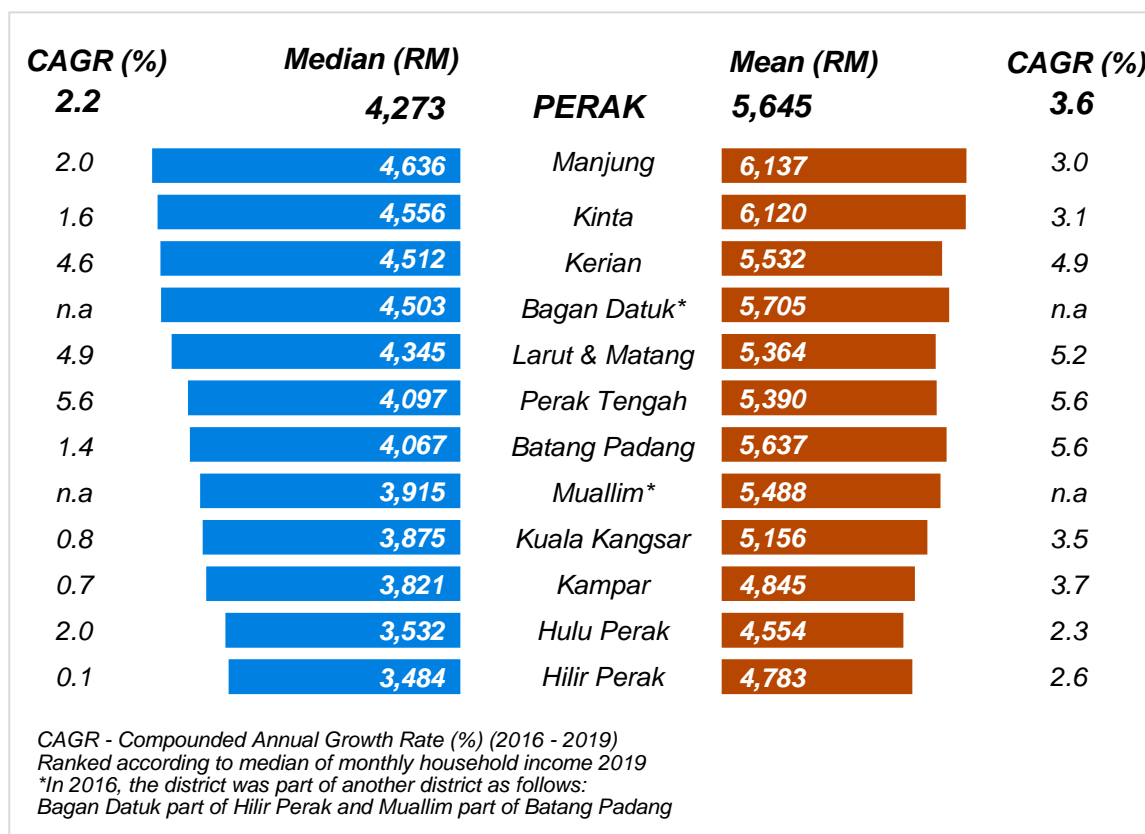 CAGR (%) Median (RM) Mean (RM) CAGR (%)
2.2 4,273 PERAK 5,645 3.6
2.0 4,636 Manjung 6,137 3.0
1.6 4,556 Kinta 6,120 3.1
4.6 4,512 Kerian 5,532 4.9
n.a 4,503 Bagan Datuk* 5,705 n.a
4.9 4,345 Larut & Matang 5,364 5.2
5.6 4,097 Perak Tengah 5,390 5.6
1.4 4,067 Batang Padang 5,637 5.6
n.a 3,915 Muallim* 5,488 n.a
0.8 3,875 Kuala Kangsar 5,156 3.5
0.7 3,821 Kampar 4,845 3.7
2.0 3,532 Hulu Perak 4,554 2.3
0.1 3,484 Hilir Perak 4,783 2.6
CAGR - Compounded Annual Growth Rate (%) (2016 - 2019)
Ranked according to median of monthly household income 2019
*In 2016, the district was part of another district as follows:
Bagan Datuk part of Hilir Perak and Muallim part of Batang Padang